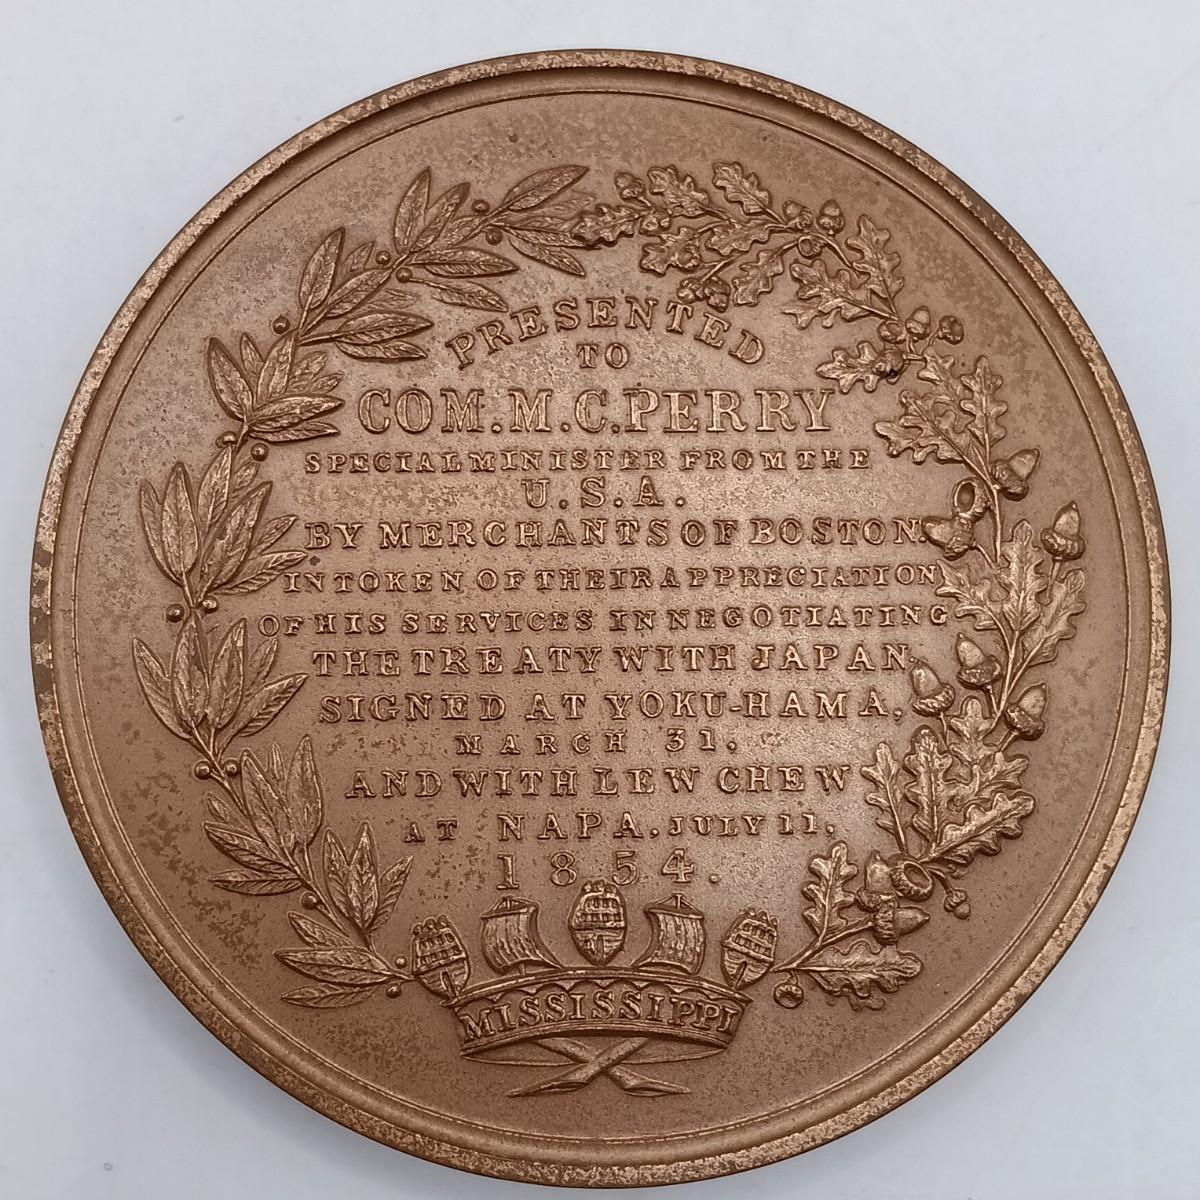 PRESENTED
TO
COM. M. C. PERRY
SPECIAL MINISTER FROM THE
U. S. A.
BY MERCHANTS OF BOSTON.
IN TOKEN OF THEIR APPRECIATION
OF HIS SERVICES IN NEGOTIATING
THE TREATY WITH JAPAN.
SIGNED AT YOKU-HAMA,
MARCH 31.
AND WITH LEW CHEW
AT NAPA. JULY 11,
1854.
MISSISSIPPI